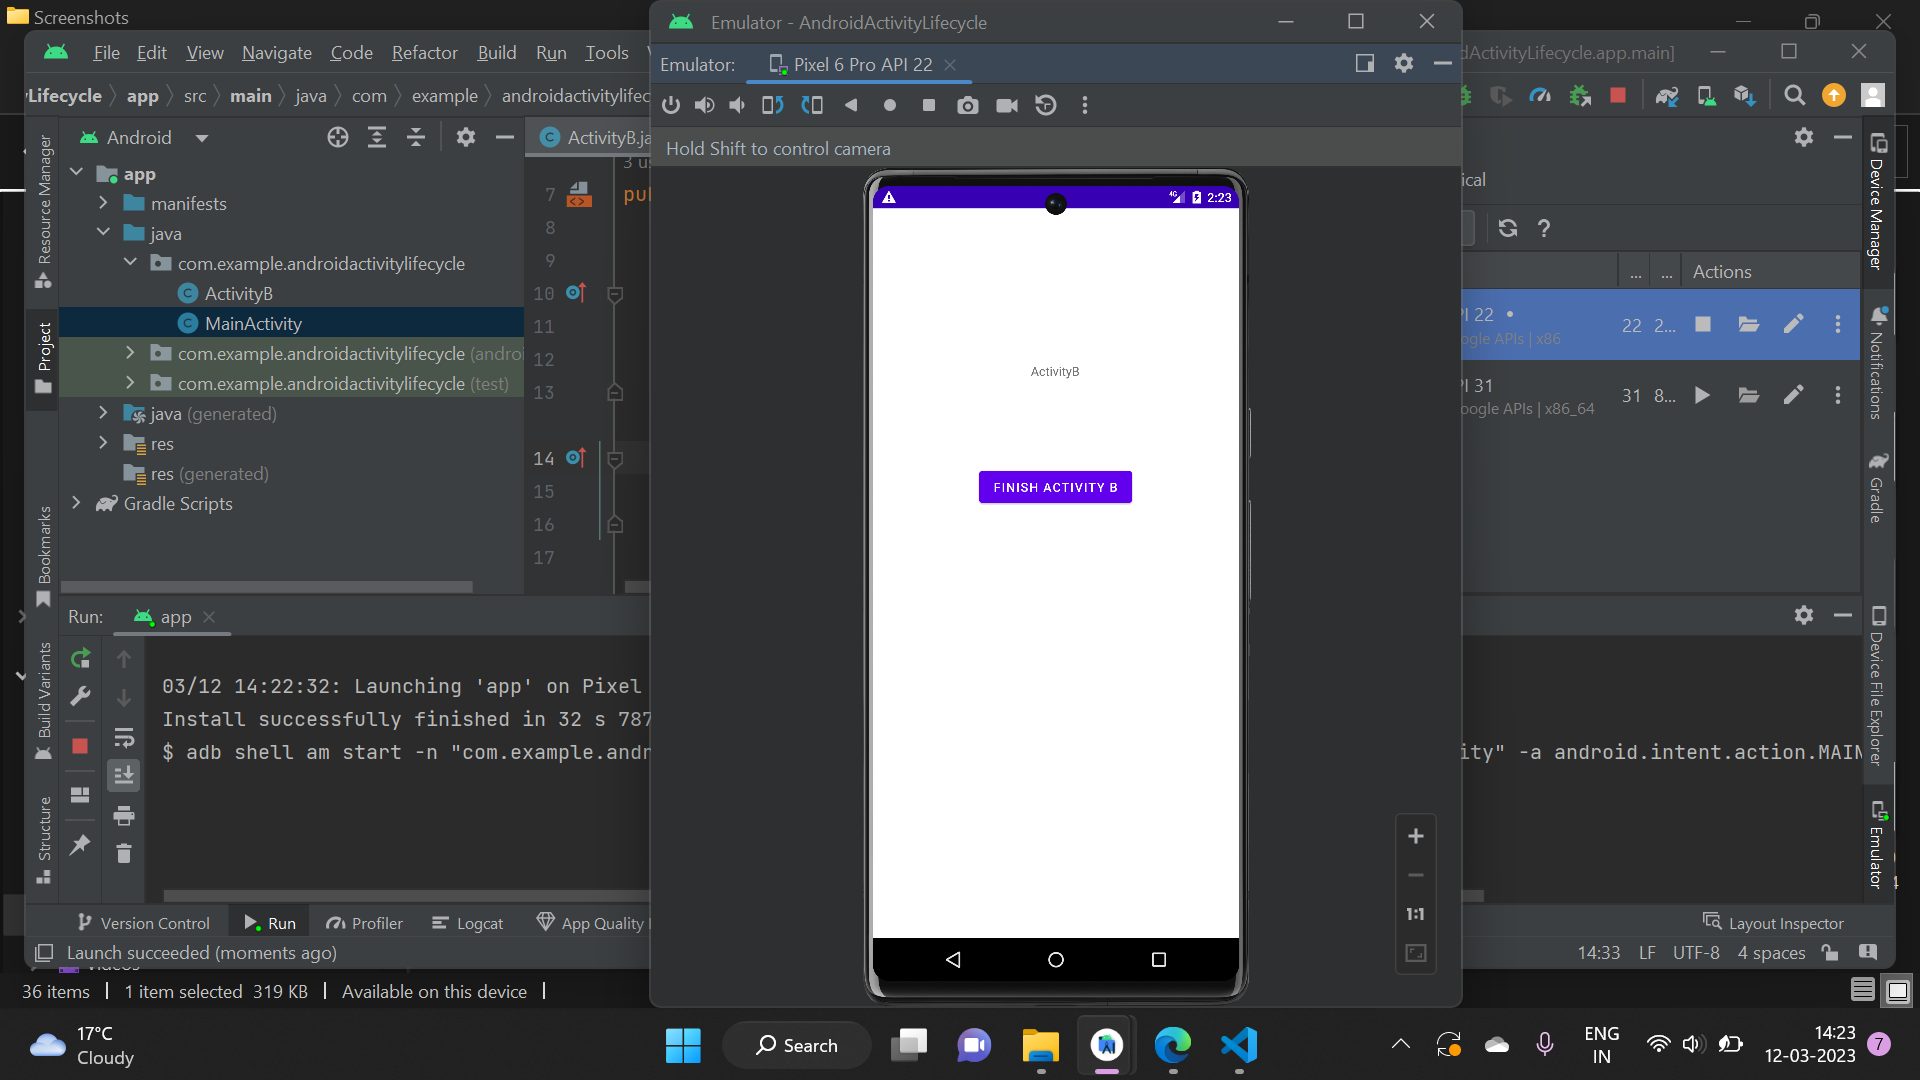 Screenshots
Emulator - AndroidActivityLifecycle
File Edit View Navigate Code Refactor Build Run Tools
dActivityLifecycle.app.main]
Emulator: Pixel 6 Pro API 22
Lifecycle app src main java com example androidactivitylifec
Hold Shift to control camera
Android
ActivityB.ja
app
manifests
java
com.example.androidactivitylifecycle
ActivityB
MainActivity
com.example.androidactivitylifecycle (andro
com.example.androidactivitylifecycle (test)
java (generated)
res
res (generated)
Gradle Scripts
Resource Manager
Project
Bookmarks
Build Variants
Structure
3 us
7 pu
8
9
10
11
12
13
14
15
16
17
4G 2:23
ActivityB
FINISH ACTIVITY B
1:1
ical
?
... ... Actions
PI 22
22 2...
ogle APIs | x86
PI 31
31 8...
oogle APIs | x86_64
Device Manager
Notifications
Gradle
Device File Explorer
Emulator
Run: app
03/12 14:22:32: Launching 'app' on Pixel
Install successfully finished in 32 s 787
$ adb shell am start -n "com.example.andr
ity" -a android.intent.action.MAIN
Version Control Run Profiler Logcat App Quality
Layout Inspector
Launch succeeded (moments ago)
14:33 LF UTF-8 4 spaces
Videos
36 items 1 item selected 319 KB Available on this device
17°C
Cloudy
Search
ENG
IN
14:23
12-03-2023
7